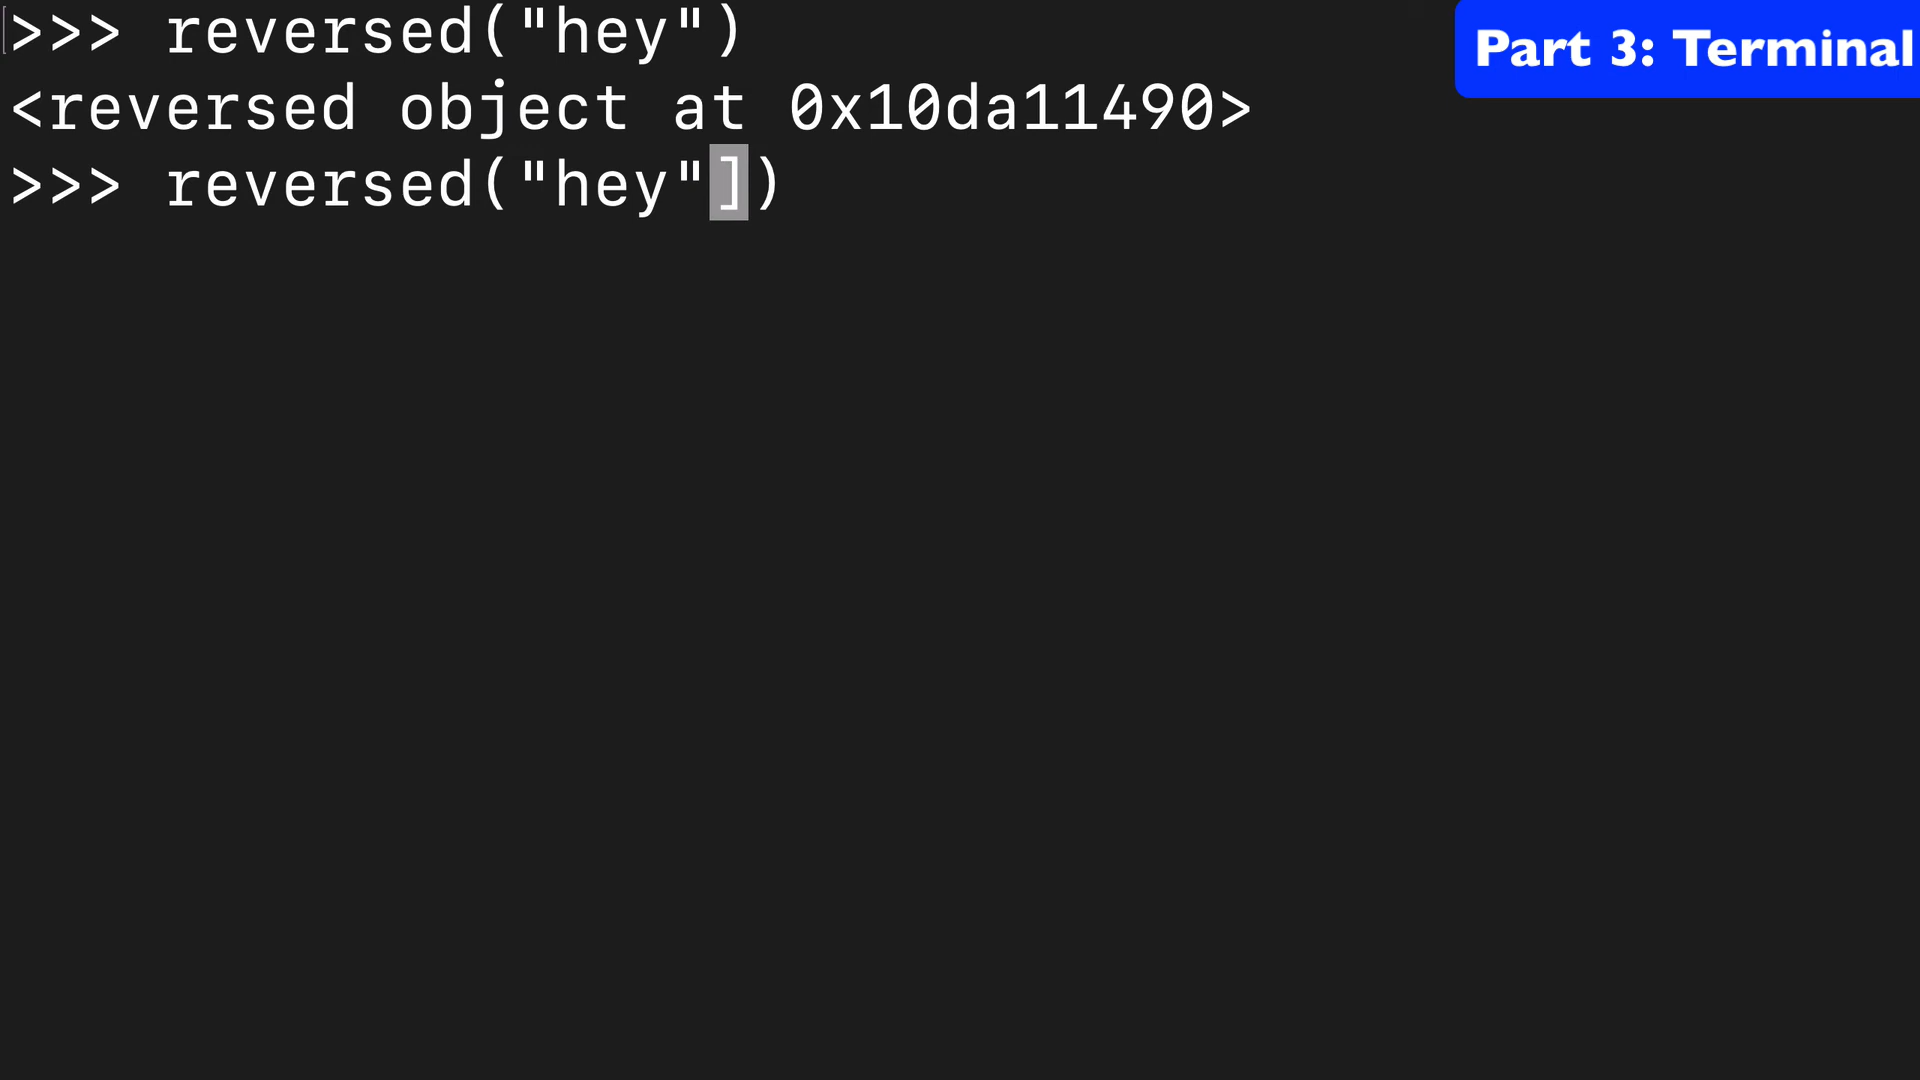 >>> reversed("hey")
Part 3: Terminal
<reversed object at 0x10da11490>
>>> reversed("hey"])